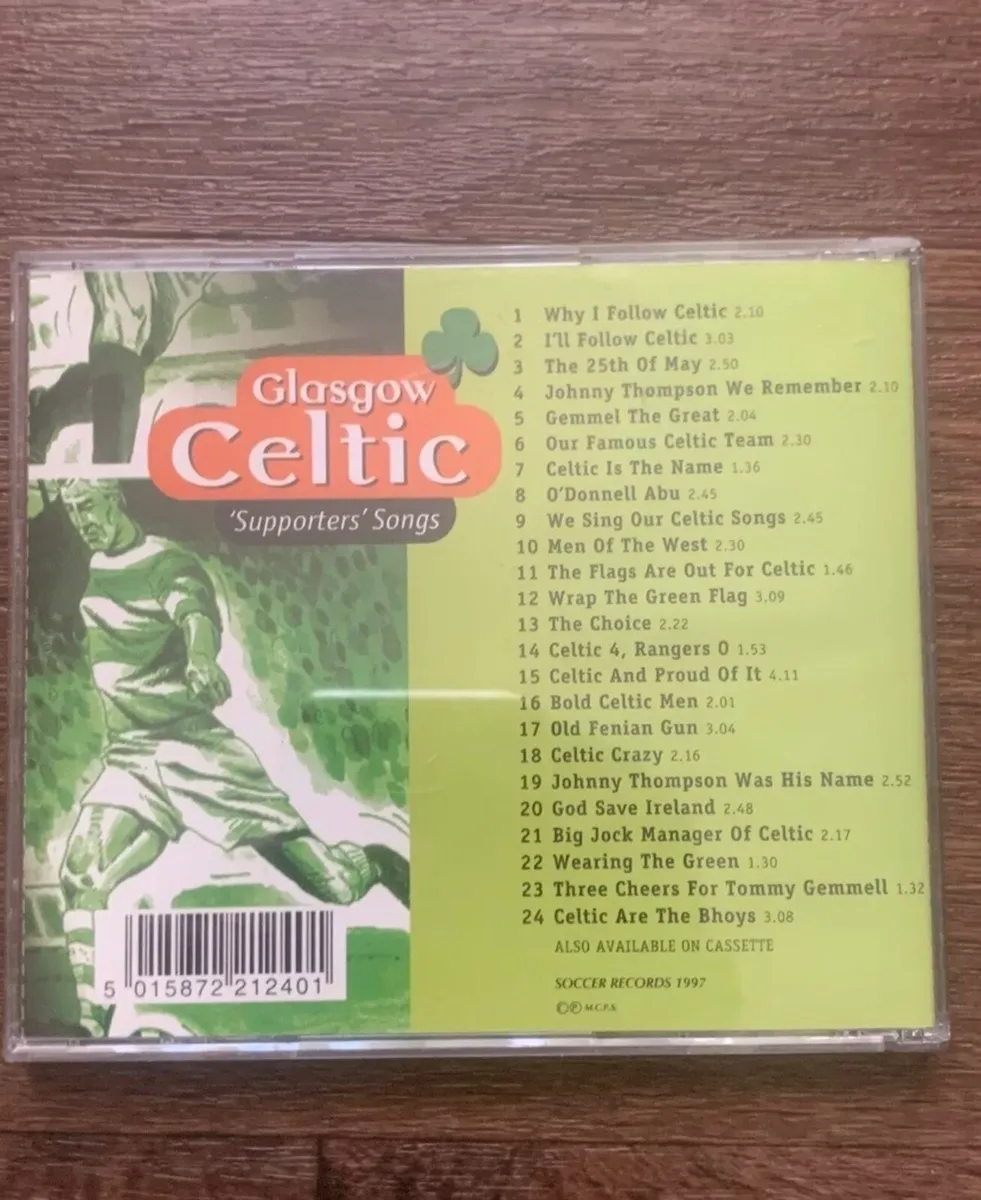 Glasgow
Celtic
'Supporters' Songs
1 Why I Follow Celtic 2.10
2 I'll Follow Celtic 3.03
3 The 25th Of May 2.50
4 Johnny Thompson We Remember 2.10
5 Gemmel The Great 2.04
6 Our Famous Celtic Team 2.30
7 Celtic Is The Name 1.36
8 O'Donnell Abu 2.45
9 We Sing Our Celtic Songs 2.45
10 Men Of The West 2.30
11 The Flags Are Out For Celtic 1.46
12 Wrap The Green Flag 3.09
13 The Choice 2.22
14 Celtic 4, Rangers 0 1.53
15 Celtic And Proud Of It 4.11
16 Bold Celtic Men 2.01
17 Old Fenian Gun 3.04
18 Celtic Crazy 2.16
19 Johnny Thompson Was His Name 2.52
20 God Save Ireland 2.48
21 Big Jock Manager Of Celtic 2.17
22 Wearing The Green 1.30
23 Three Cheers For Tommy Gemmell 1.32
24 Celtic Are The Bhoys 3.08
ALSO AVAILABLE ON CASSETTE
SOCCER RECORDS 1997
©℗ M.C.P.S.
5 015872 212401